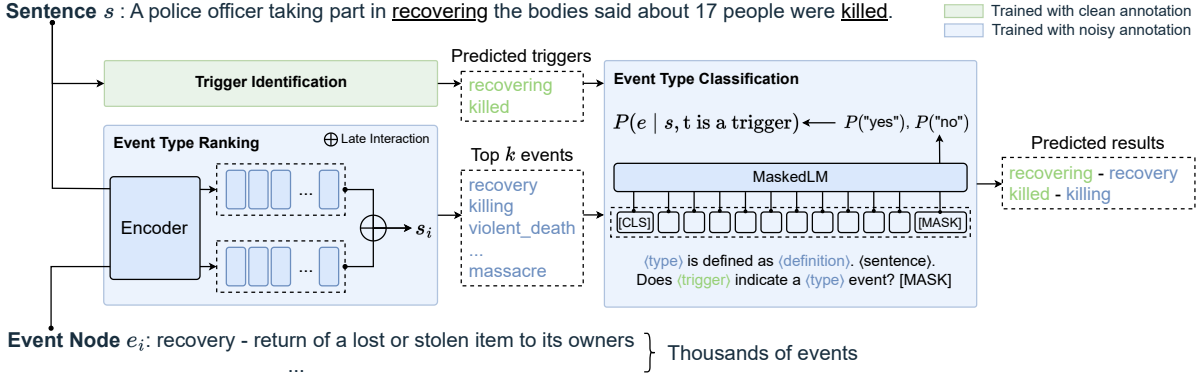 Sentence s : A police officer taking part in recovering the bodies said about 17 people were killed.
Trained with clean annotation
Trained with noisy annotation
Trigger Identification
Predicted triggers
recovering
killed
Event Type Ranking
⊕ Late Interaction
Encoder
...
...
⊕
s_i
Top k events
recovery
killing
violent_death
...
massacre
Event Type Classification
P(e | s, t is a trigger)
P("yes"), P("no")
MaskedLM
[CLS]
[MASK]
⟨type⟩ is defined as ⟨definition⟩. ⟨sentence⟩.
Does ⟨trigger⟩ indicate a ⟨type⟩ event? [MASK]
Predicted results
recovering - recovery
killed - killing
Event Node e_i: recovery - return of a lost or stolen item to its owners
...
Thousands of events